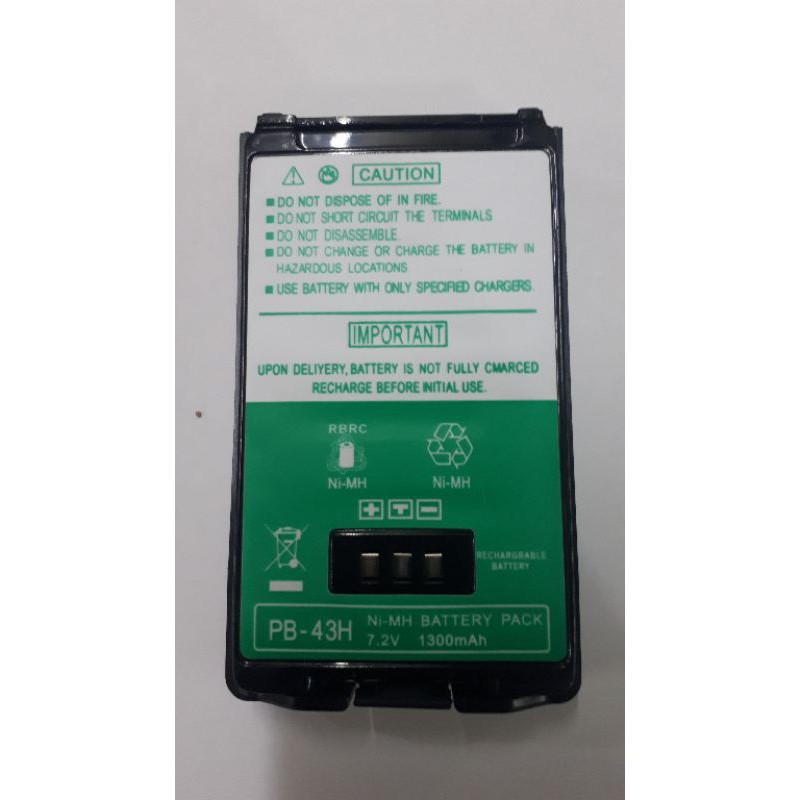 CAUTION
■ DO NOT DISPOSE OF IN FIRE.
■ DO NOT SHORT CIRCUIT THE TERMINALS
■ DO NOT DISASSEMBLE.
■ DO NOT CHANGE OR CHARGE THE BATTERY IN
HAZARDOUS LOCATIONS
■ USE BATTERY WITH ONLY SPECIFIED CHARGERS.
IMPORTANT
UPON DELIVERY, BATTERY IS NOT FULLY CMARCED
RECHARGE BEFORE INITIAL USE.
RBRC
Ni-MH
Ni-MH
+ T −
RECHARGRABLE
BATTERY
PB-43H
Ni-MH BATTERY PACK
7.2V 1300mAh